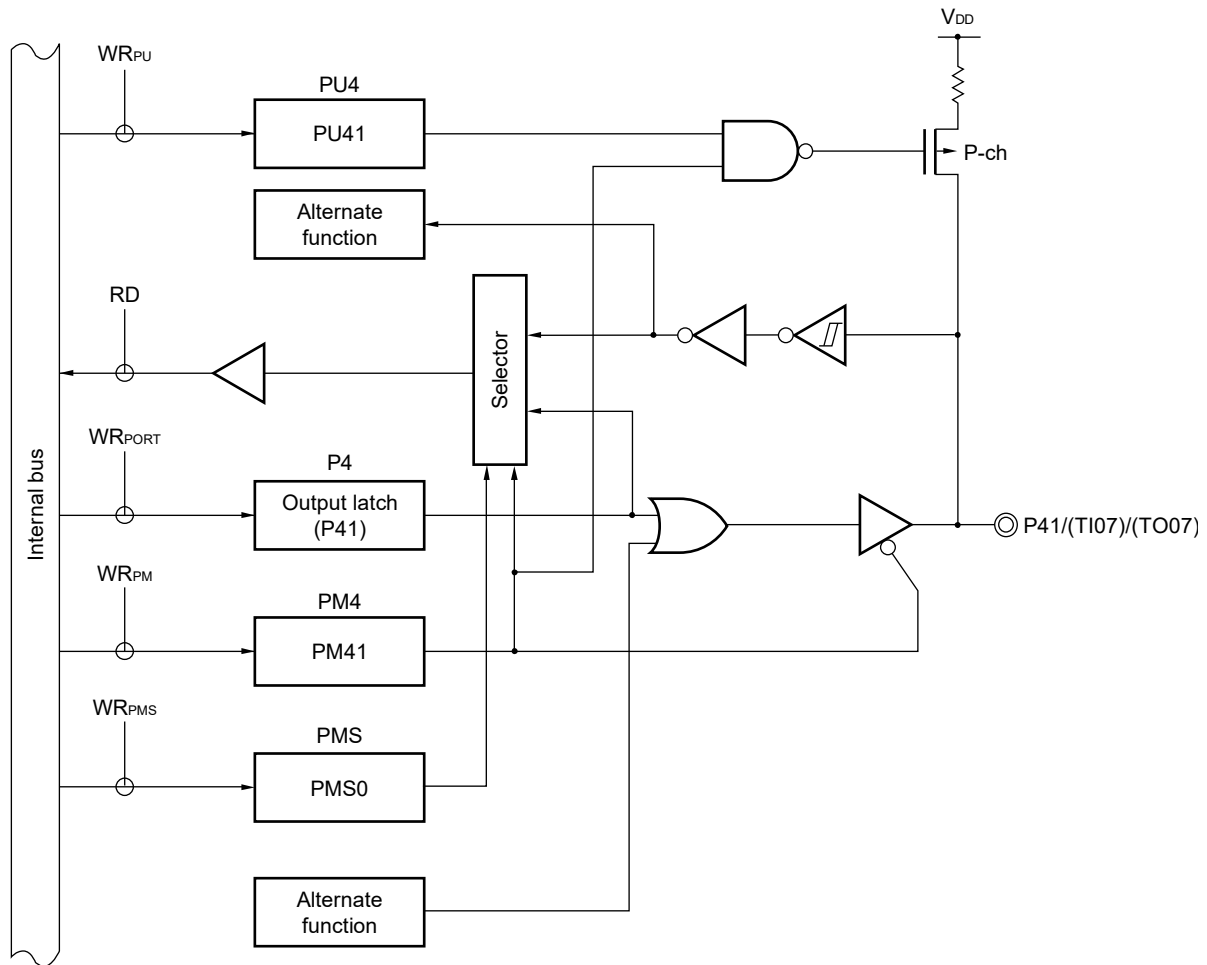 VDD
WRPU
PU4
PU41
P-ch
Alternate
function
RD
Selector
WRPORT
P4
Output latch
(P41)
P41/(TI07)/(TO07)
Internal bus
WRPM
PM4
PM41
WRPMS
PMS
PMS0
Alternate
function